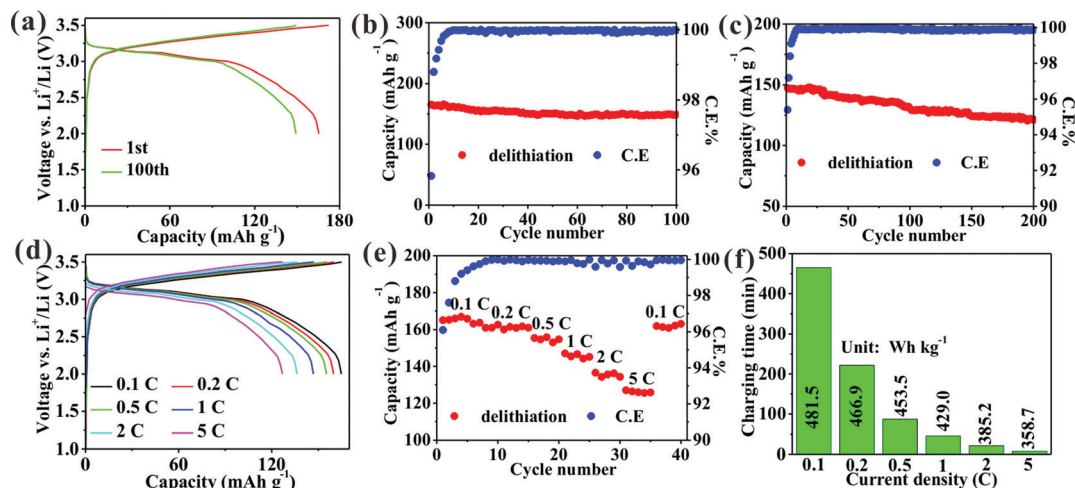 (a)
Voltage vs. Li⁺/Li (V)
3.5
3.0
2.5
2.0
1.5
1.0
1st
100th
0 60 120 180
Capacity (mAh g⁻¹)
(b)
Capacity (mAh g⁻¹)
300
250
200
150
100
50
0
delithiation C.E
100
98
96
C.E.%
0 20 40 60 80 100
Cycle number
(c)
Capacity (mAh g⁻¹)
200
150
100
50
delithiation C.E
100
98
96
94
92
90
C.E.%
0 50 100 150 200
Cycle number
(d)
Voltage vs. Li⁺/Li (V)
3.5
3.0
2.5
2.0
1.5
1.0
0.1 C 0.2 C
0.5 C 1 C
2 C 5 C
0 60 120
Capacity (mAh g⁻¹)
(e)
Capacity (mAh g⁻¹)
200
180
160
140
120
100
0.1 C
0.2 C
0.5 C
1 C
2 C
5 C
delithiation C.E
100
98
96
94
92
90
C.E.%
0 10 20 30 40
Cycle number
(f)
Charging time (min)
500
400
300
200
100
0
Unit: Wh kg⁻¹
481.5
466.9
453.5
429.0
385.2
358.7
0.1 0.2 0.5 1 2 5
Current density (C)